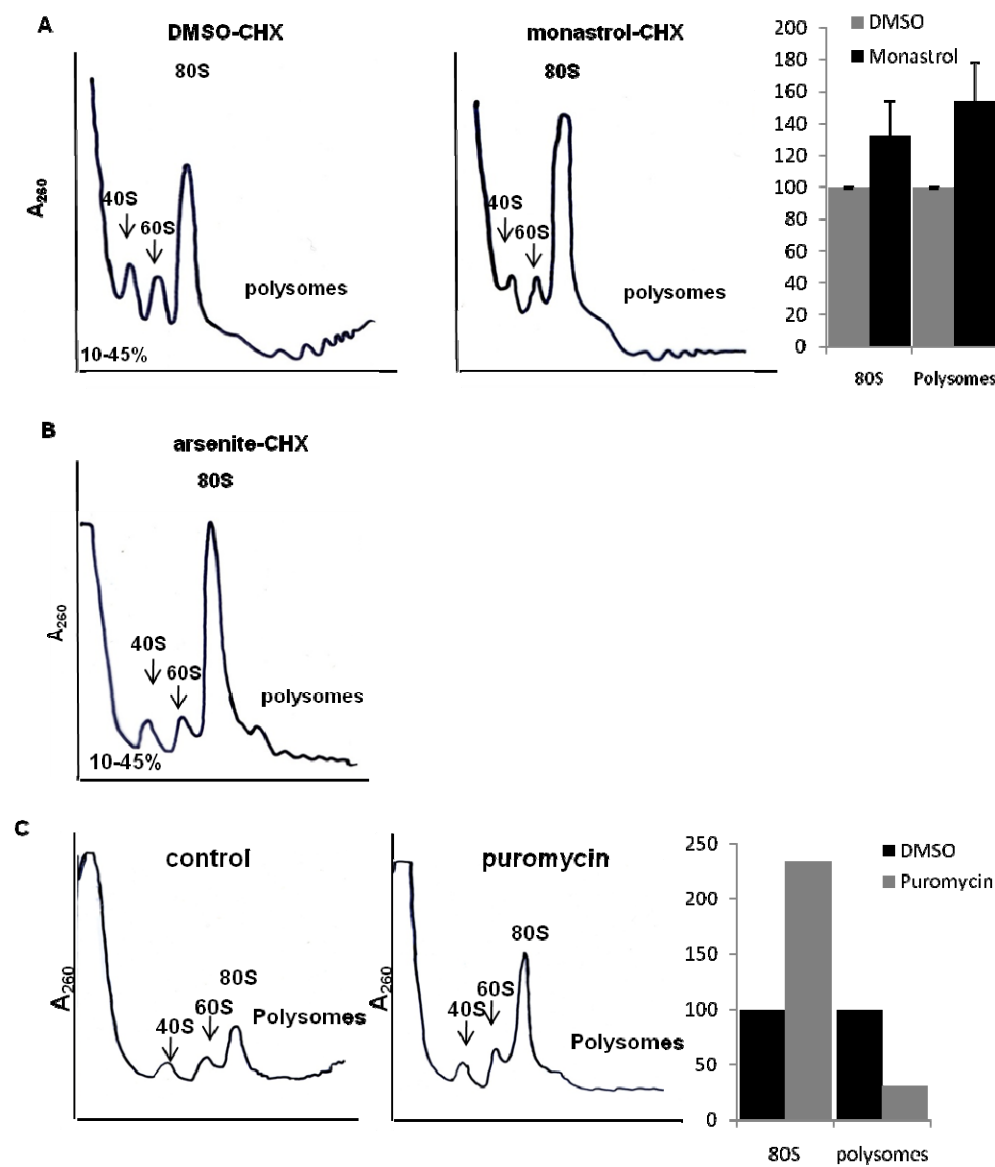 A
DMSO-CHX
80S
40S
60S
polysomes
A260
10-45%
monastrol-CHX
80S
40S
60S
polysomes
200
180
160
140
120
100
80
60
40
20
0
DMSO
Monastrol
80S Polysomes
B
arsenite-CHX
80S
A260
40S
60S
polysomes
10-45%
C
control
80S
60S
40S
Polysomes
A260
puromycin
80S
60S
40S
Polysomes
A260
250
200
150
100
50
0
DMSO
Puromycin
80S polysomes